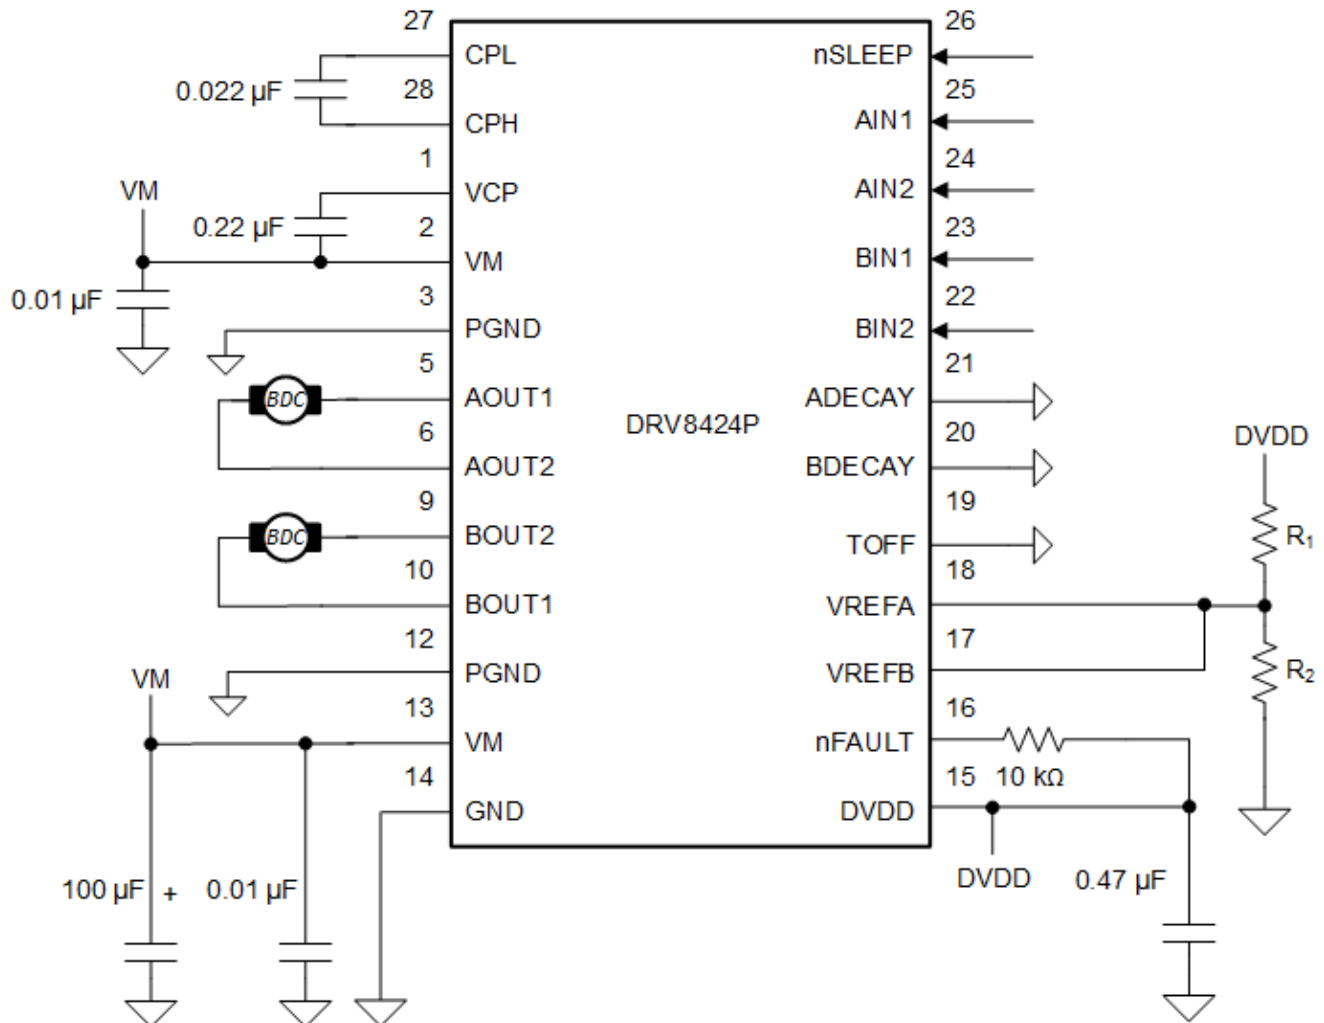 27
CPL
0.022 µF
28
CPH
1
VCP
VM
0.22 µF
2
VM
0.01 µF
3
PGND
5
BDC
AOUT1
6
AOUT2
9
BDC
BOUT2
10
BOUT1
12
PGND
VM
13
VM
14
GND
100 µF +
0.01 µF
DRV8424P
26
nSLEEP
25
AIN1
24
AIN2
23
BIN1
22
BIN2
21
ADECAY
20
BDECAY
19
TOFF
18
VREFA
17
VREFB
16
nFAULT
10 kΩ
15
DVDD
DVDD
0.47 µF
DVDD
R1
R2